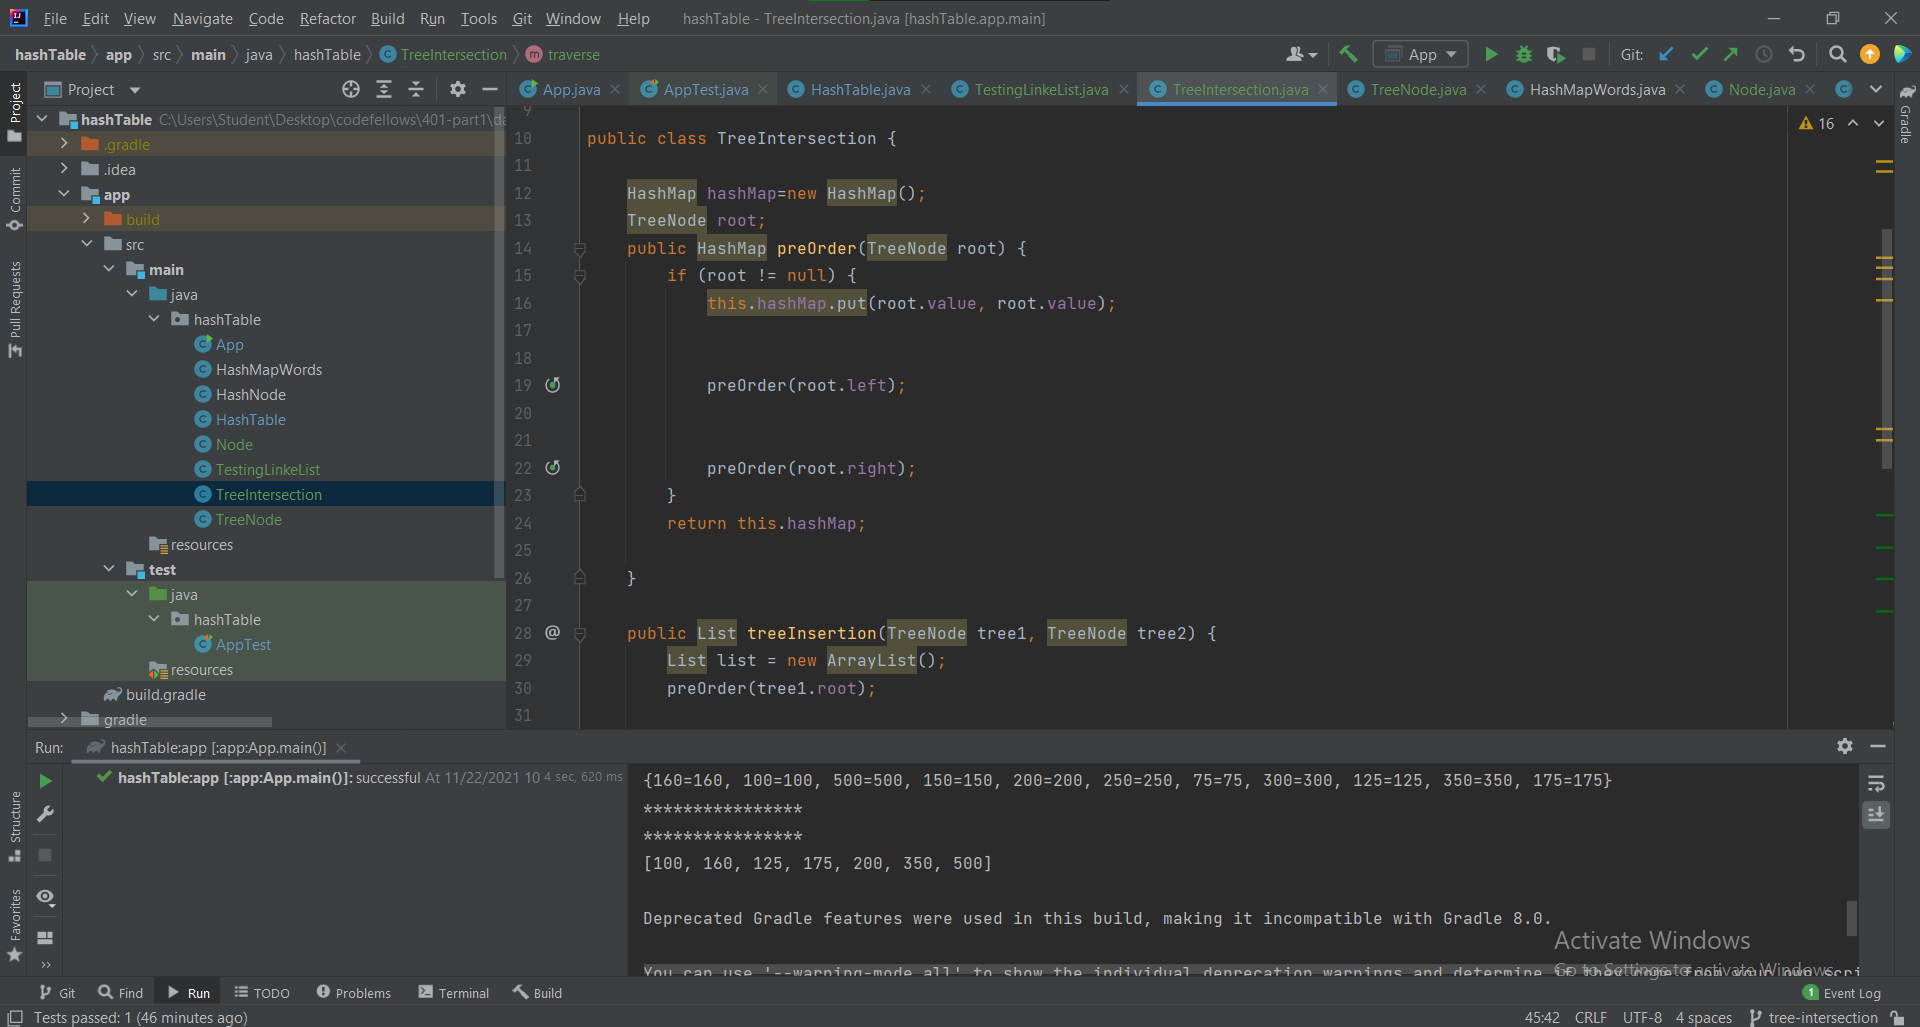 File Edit View Navigate Code Refactor Build Run Tools Git Window Help hashTable - TreeIntersection.java [hashTable.app.main]
hashTable app src main java hashTable TreeIntersection traverse App Git:
Project
App.java AppTest.java HashTable.java TestingLinkeList.java TreeIntersection.java TreeNode.java HashMapWords.java Node.java
hashTable C:\Users\Student\Desktop\codefellows\401-part1\da
.gradle
.idea
app
build
src
main
java
hashTable
App
HashMapWords
HashNode
HashTable
Node
TestingLinkeList
TreeIntersection
TreeNode
resources
test
java
hashTable
AppTest
resources
build.gradle
gradle
Project
Commit
Pull Requests
Structure
Favorites
Gradle
16
9
10 public class TreeIntersection {
11
12 HashMap hashMap=new HashMap();
13 TreeNode root;
14 public HashMap preOrder(TreeNode root) {
15 if (root != null) {
16 this.hashMap.put(root.value, root.value);
17
18
19 preOrder(root.left);
20
21
22 preOrder(root.right);
23 }
24 return this.hashMap;
25
26 }
27
28 @ public List treeInsertion(TreeNode tree1, TreeNode tree2) {
29 List list = new ArrayList();
30 preOrder(tree1.root);
31
Run: hashTable:app [:app:App.main()]
hashTable:app [:app:App.main()]: successful At 11/22/2021 10 4 sec, 620 ms
{160=160, 100=100, 500=500, 150=150, 200=200, 250=250, 75=75, 300=300, 125=125, 350=350, 175=175}
****************
****************
[100, 160, 125, 175, 200, 350, 500]
Deprecated Gradle features were used in this build, making it incompatible with Gradle 8.0.
You can use '--warning-mode all' to show the individual deprecation warnings and determine if they come from your own scri
Activate Windows
Go to Settings to activate Windows.
Git Find Run TODO Problems Terminal Build 1 Event Log
Tests passed: 1 (46 minutes ago) 45:42 CRLF UTF-8 4 spaces tree-intersection